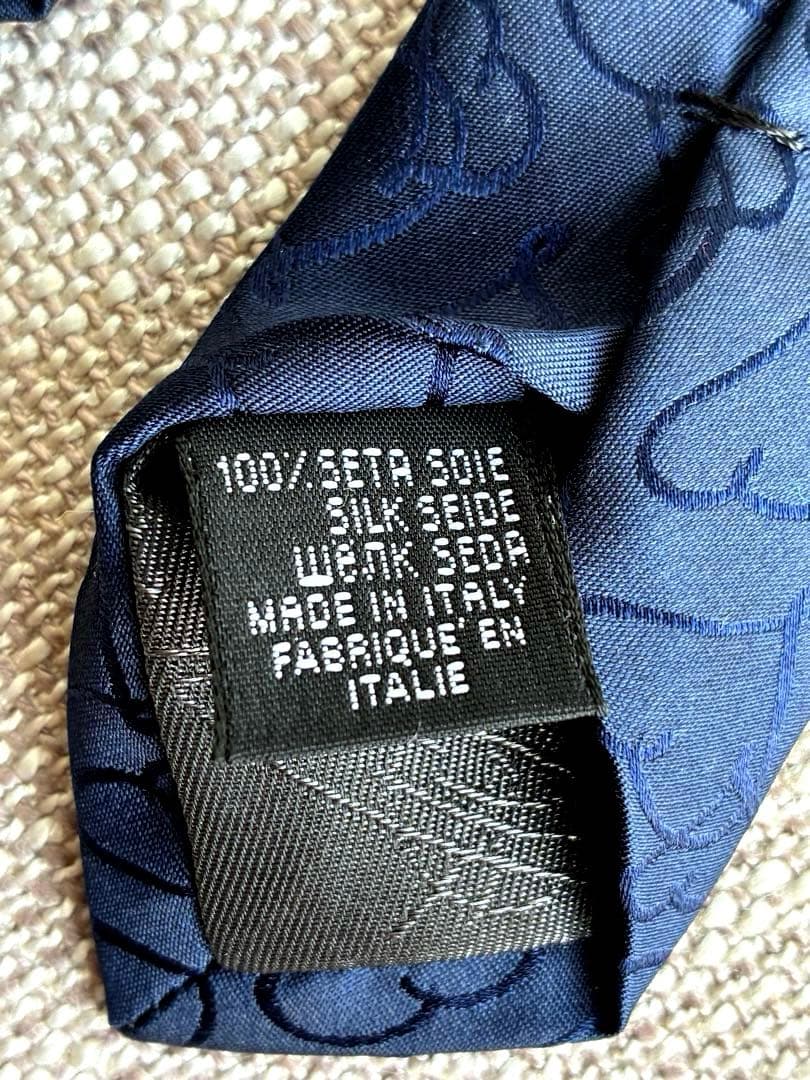 100% SETA SOIE
SILK SEIDE
ШЕЛК SEDA
MADE IN ITALY
FABRIQUE' EN
ITALIE